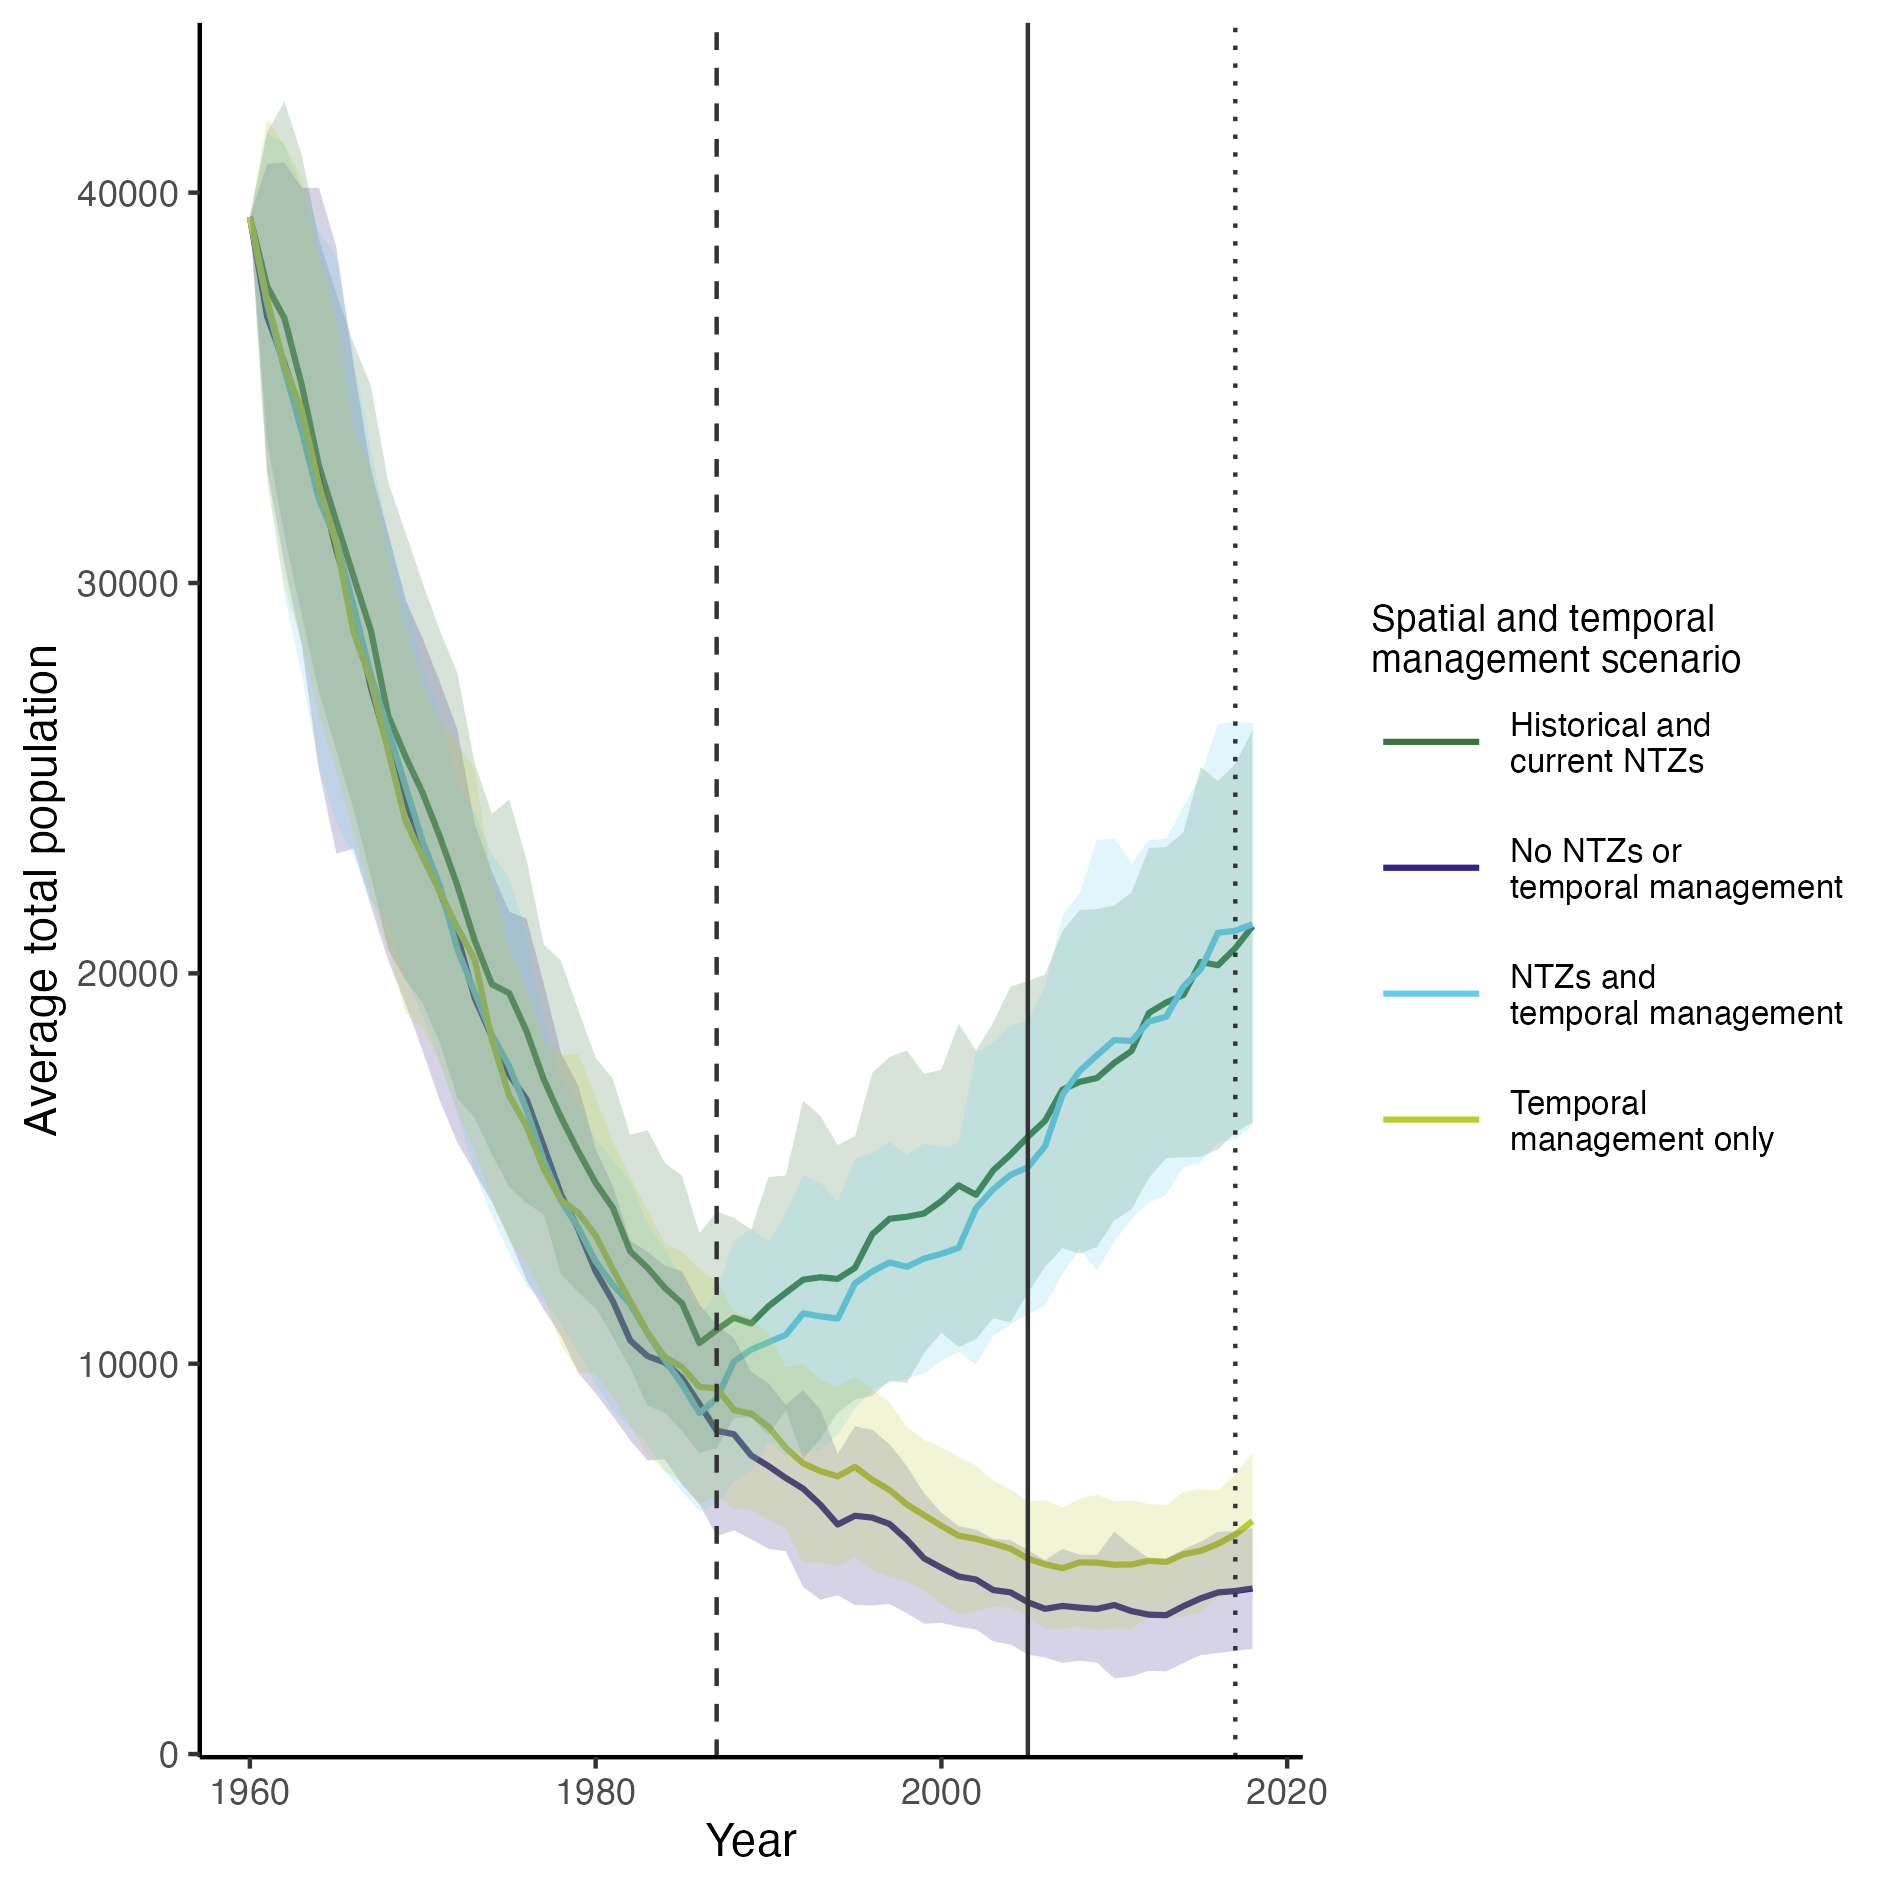 40000
30000
20000
10000
0
Average total population
1960
1980
2000
2020
Year
Spatial and temporal
management scenario
Historical and
current NTZs
No NTZs or
temporal management
NTZs and
temporal management
Temporal
management only